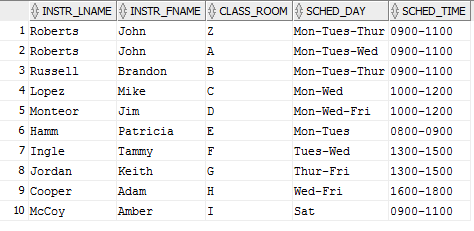 INSTR_LNAME INSTR_FNAME CLASS_ROOM SCHED_DAY SCHED_TIME
1 Roberts John Z Mon-Tues-Thur 0900-1100
2 Roberts John A Mon-Tues-Wed 0900-1100
3 Russell Brandon B Mon-Tues-Thur 0900-1100
4 Lopez Mike C Mon-Wed 1000-1200
5 Monteor Jim D Mon-Wed-Fri 1000-1200
6 Hamm Patricia E Mon-Tues 0800-0900
7 Ingle Tammy F Tues-Wed 1300-1500
8 Jordan Keith G Thur-Fri 1300-1500
9 Cooper Adam H Wed-Fri 1600-1800
10 McCoy Amber I Sat 0900-1100